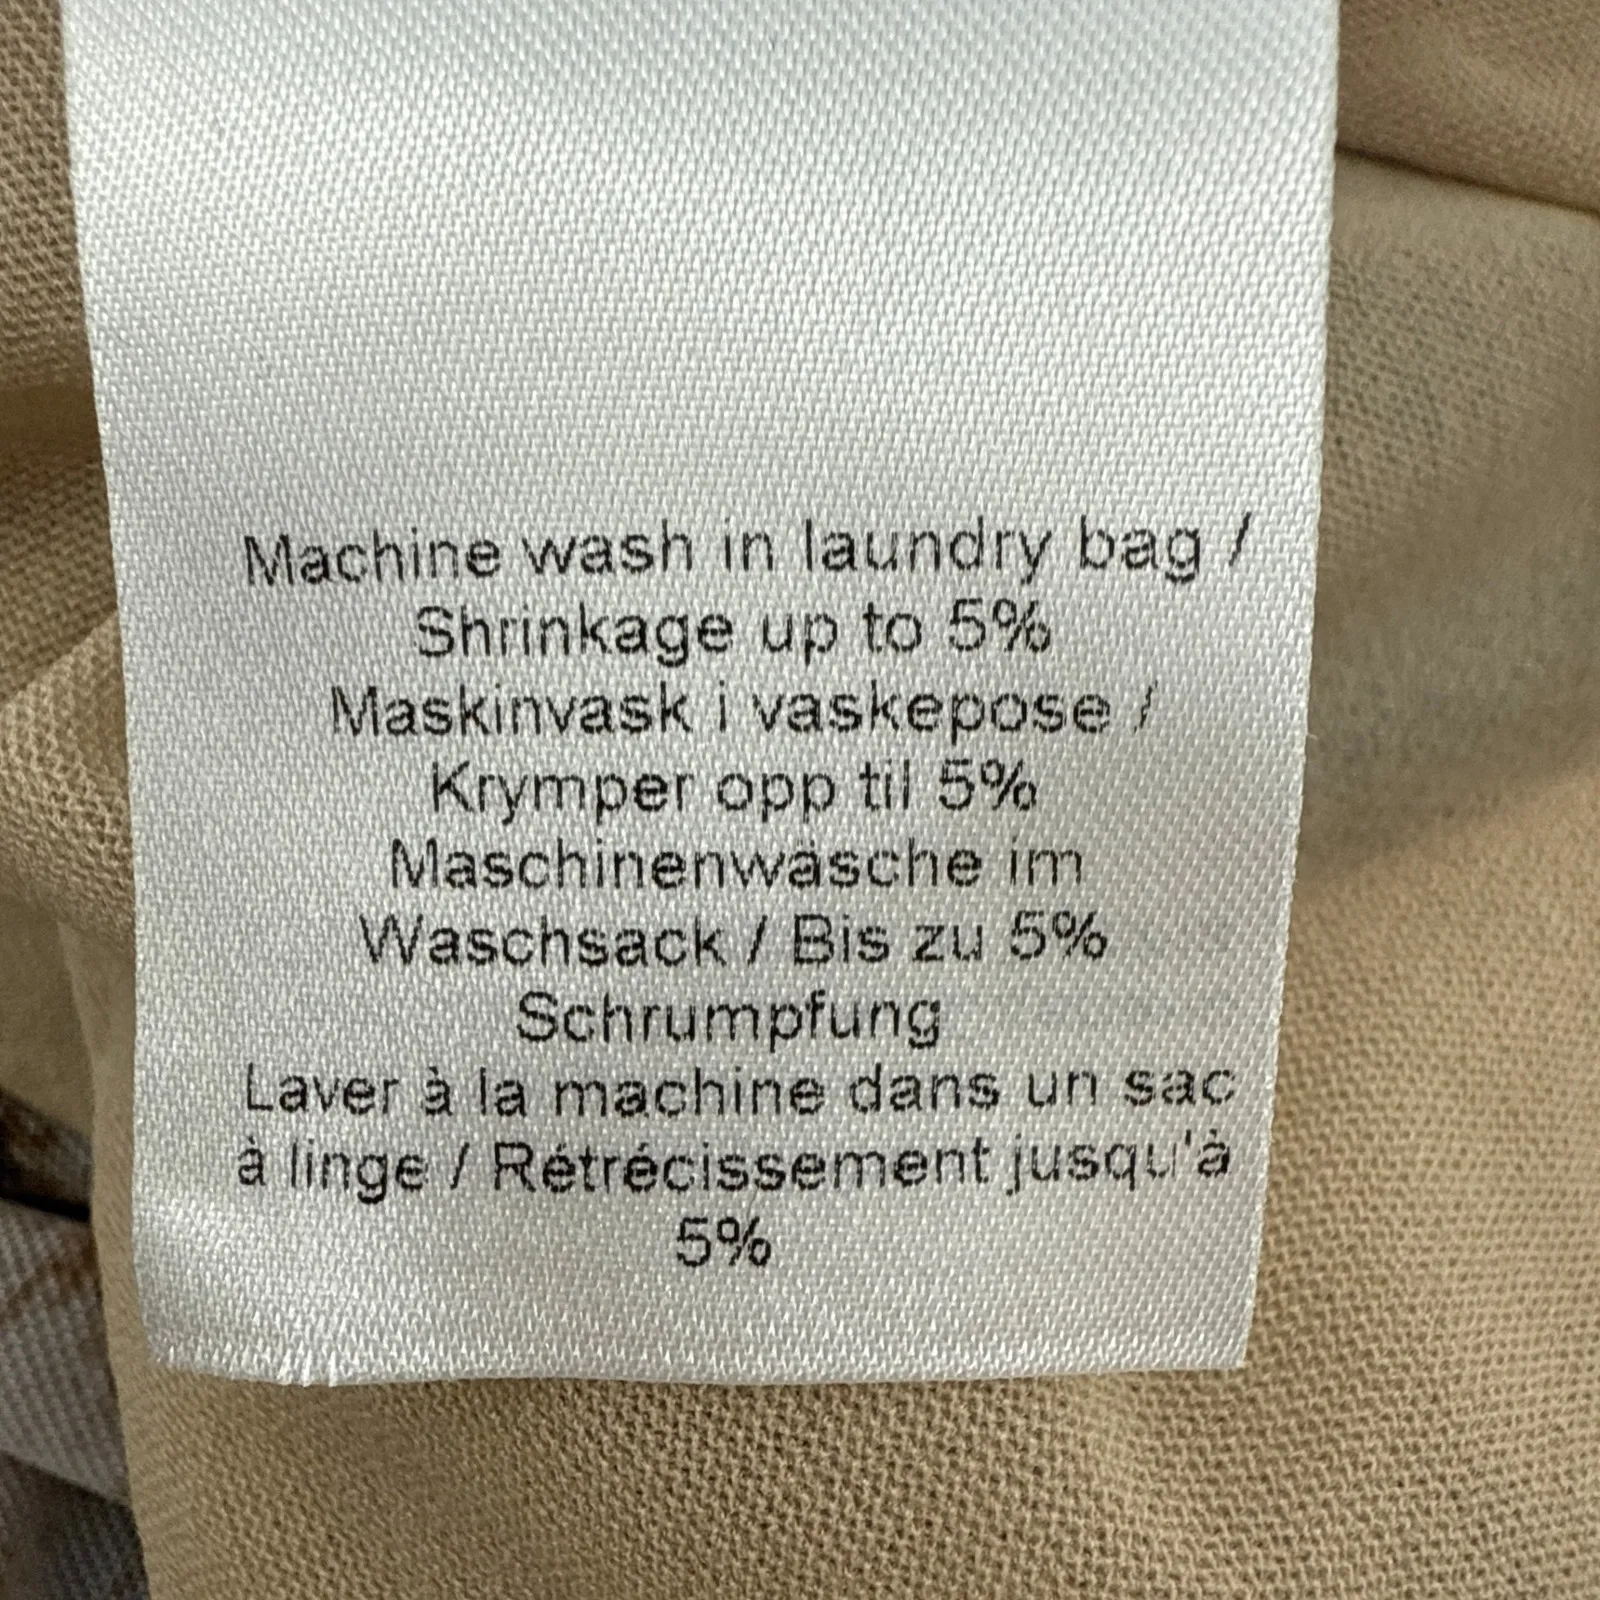 Machine wash in laundry bag /
Shrinkage up to 5%
Maskinvask i vaskepose /
Krymper opp til 5%
Maschinenwäsche im
Waschsack / Bis zu 5%
Schrumpfung
Laver à la machine dans un sac
à linge / Rétrécissement jusqu'à
5%